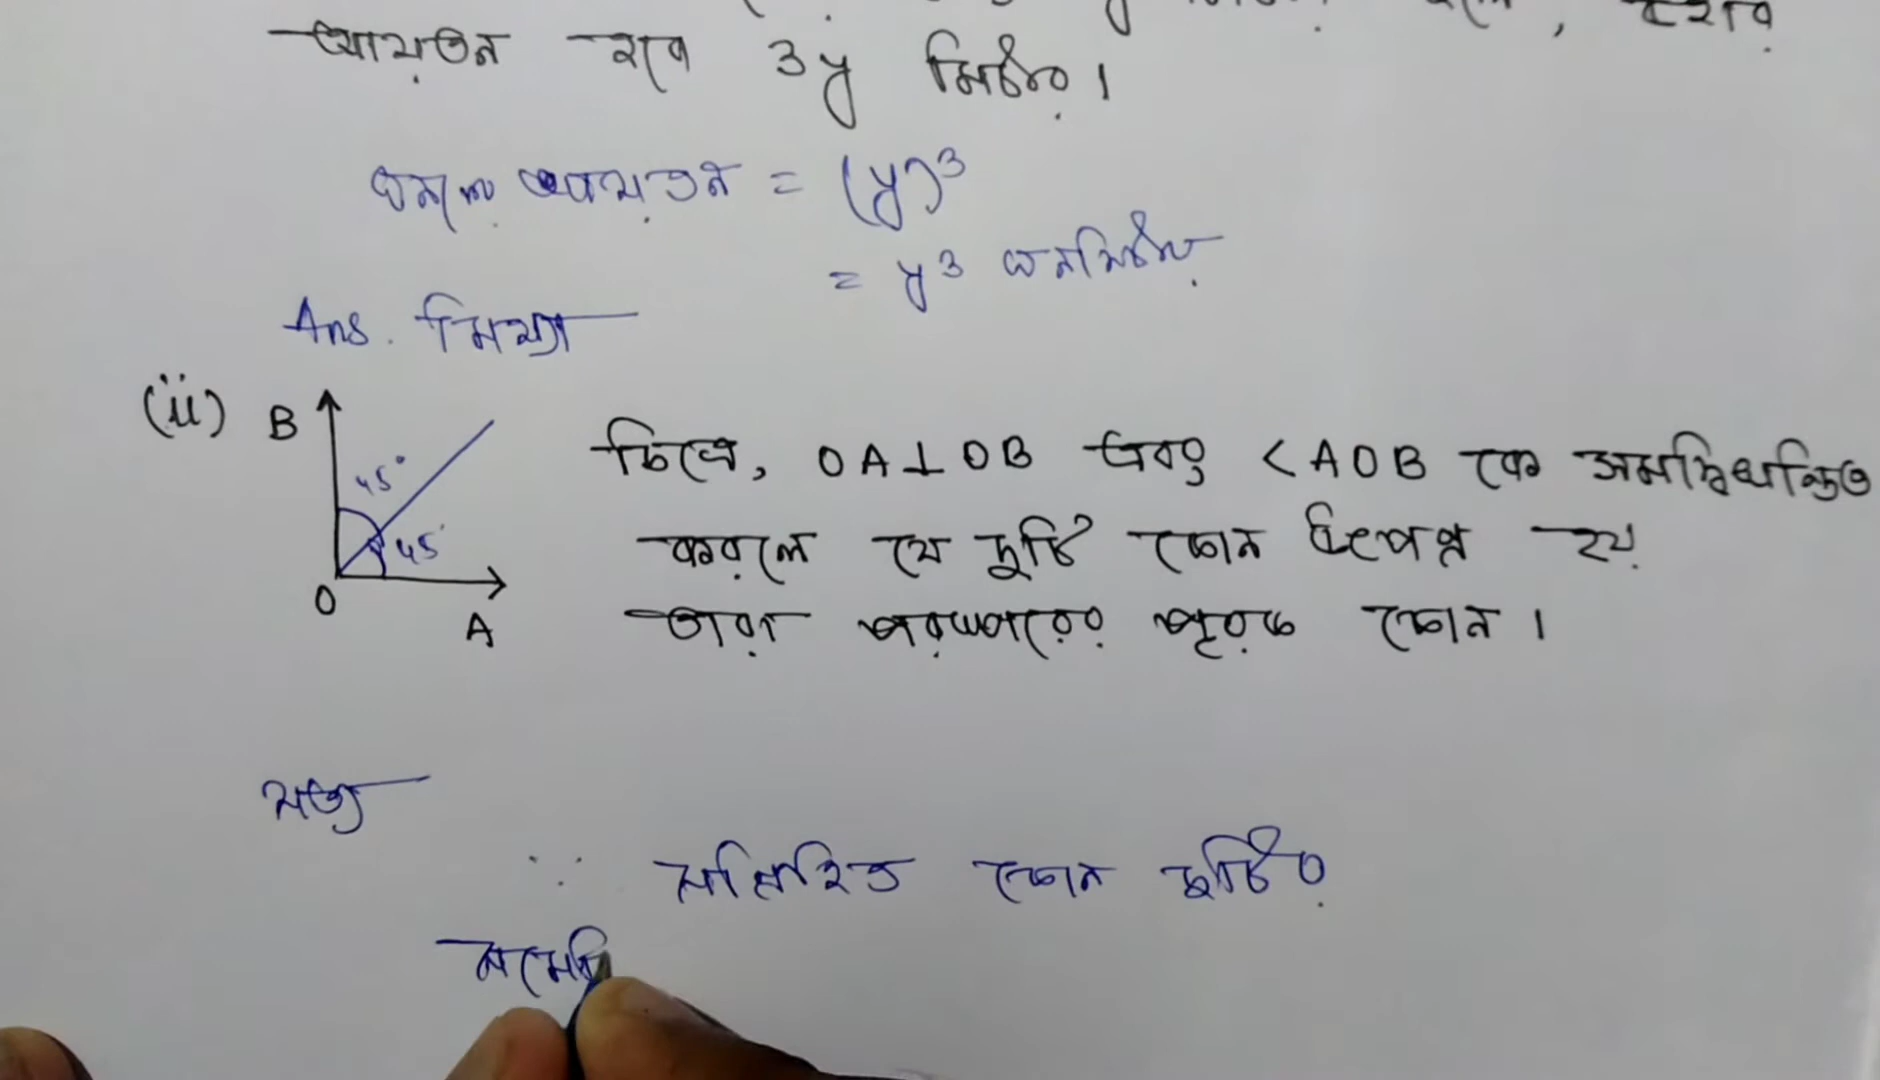 আয়তন হবে 3y মিটার।
ঘনকের আয়তন = (y)³
= y³ ঘনমিটার
Ans. মিথ্যা
(ii) B 45° 45° O A
চিত্রে, OA⊥OB এবং <AOB কে সমদ্বিখণ্ডিত
করলে যে দুটি কোন উৎপন্ন হয়
তারা পরস্পরের পূরক কোন।
সত্য
∵ সন্নিহিত কোন দুটির